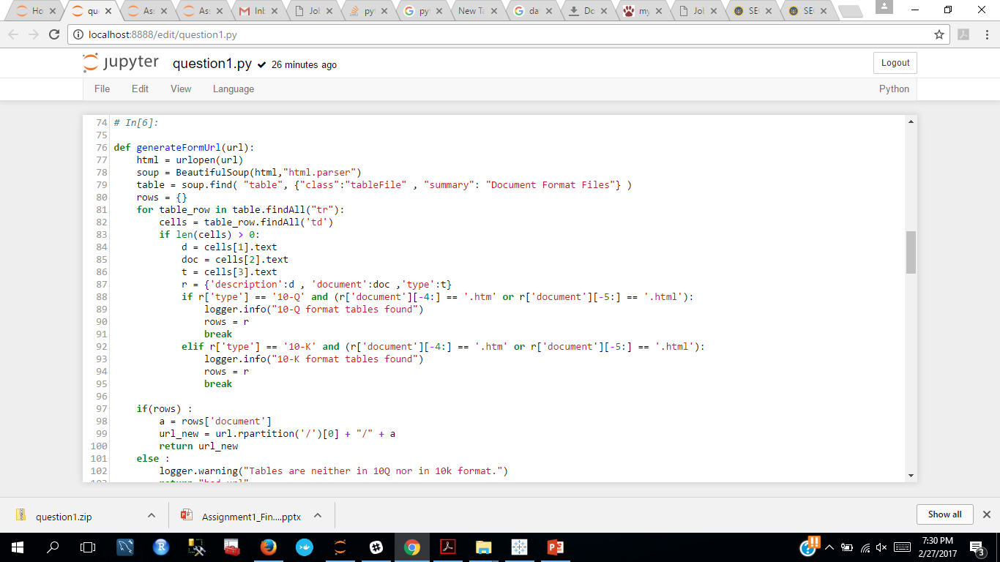 Ho
qu
As
As
Inl
Jol
pyt
pyt
New Ta
da
Do
my
Jol
SEC
SEC
localhost:8888/edit/question1.py
jupyter question1.py ✔ 26 minutes ago Logout
File Edit View Language Python
74 # In[6]:
75
76 def generateFormUrl(url):
77     html = urlopen(url)
78     soup = BeautifulSoup(html,"html.parser")
79     table = soup.find( "table", {"class":"tableFile" , "summary": "Document Format Files"} )
80     rows = {}
81     for table_row in table.findAll("tr"):
82         cells = table_row.findAll('td')
83         if len(cells) > 0:
84             d = cells[1].text
85             doc = cells[2].text
86             t = cells[3].text
87             r = {'description':d , 'document':doc ,'type':t}
88             if r['type'] == '10-Q' and (r['document'][-4:] == '.htm' or r['document'][-5:] == '.html'):
89                 logger.info("10-Q format tables found")
90                 rows = r
91                 break
92             elif r['type'] == '10-K' and (r['document'][-4:] == '.htm' or r['document'][-5:] == '.html'):
93                 logger.info("10-K format tables found")
94                 rows = r
95                 break
96
97     if(rows) :
98         a = rows['document']
99         url_new = url.rpartition('/')[0] + "/" + a
100         return url_new
101     else :
102         logger.warning("Tables are neither in 10Q nor in 10k format.")
question1.zip
Assignment1_Fin....pptx
Show all
7:30 PM
2/27/2017
3